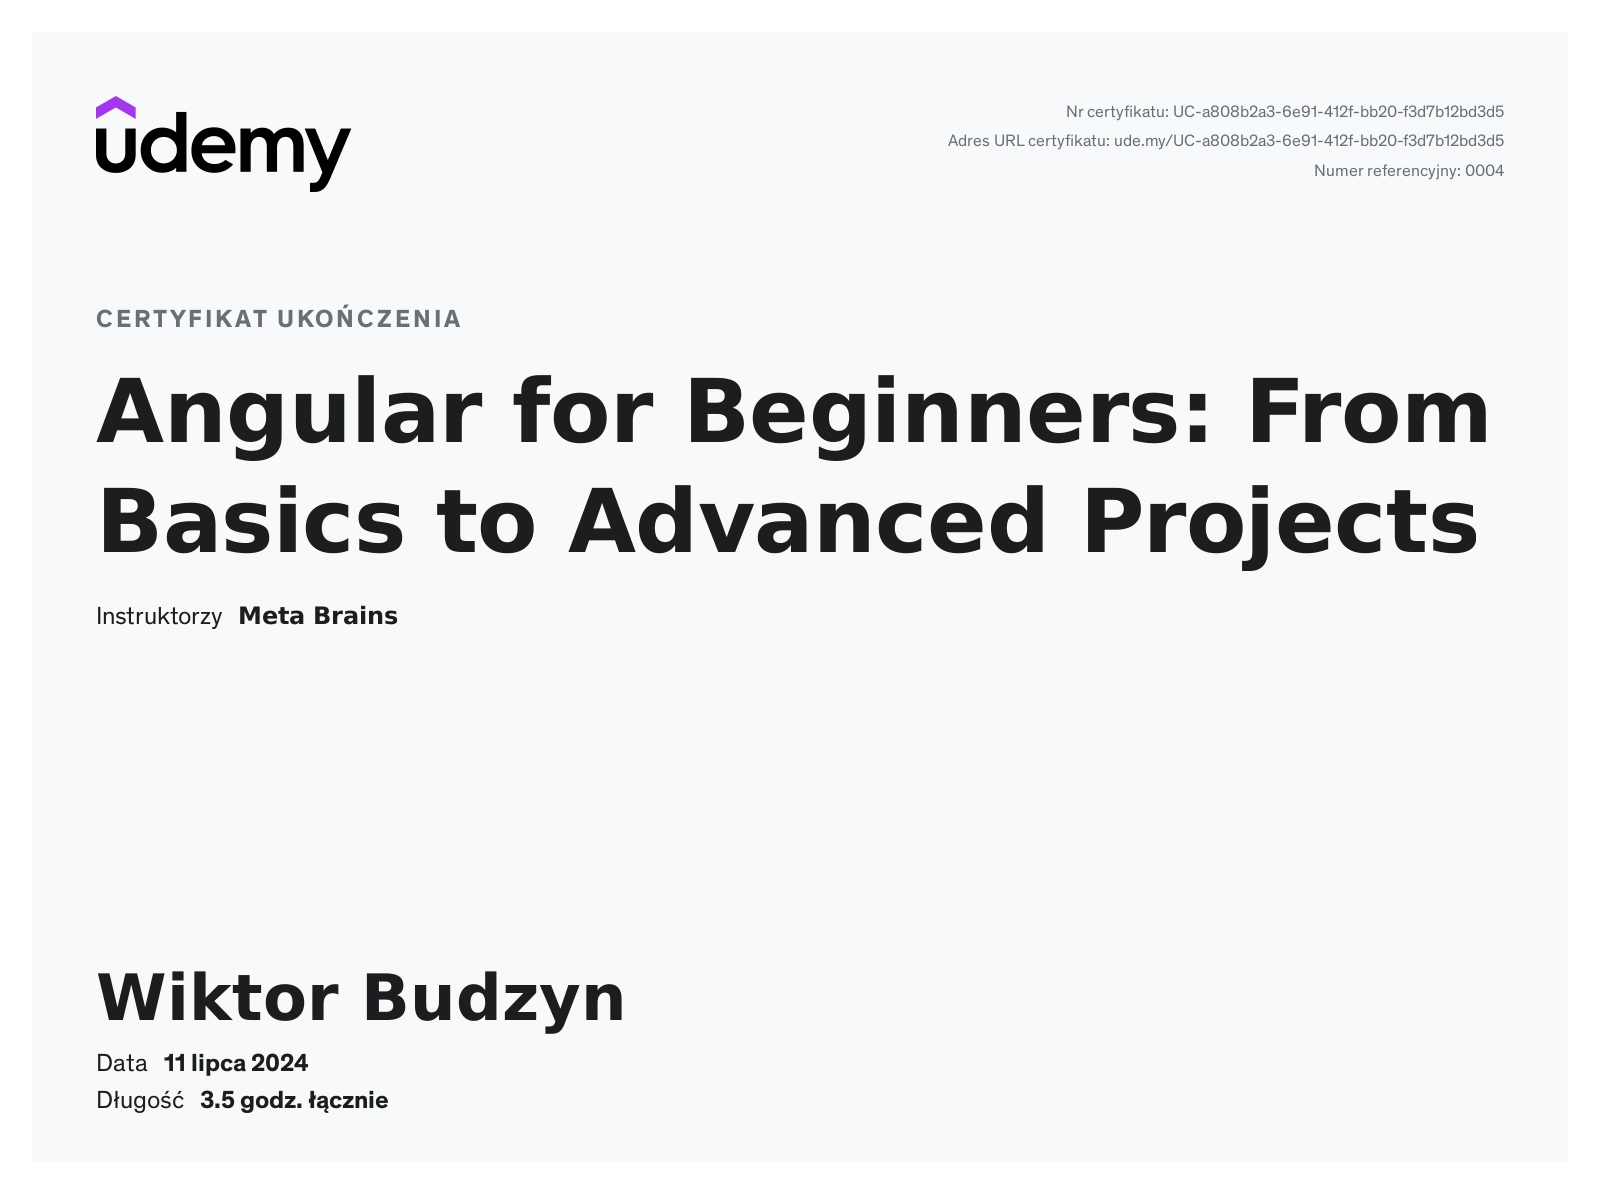 udemy
Nr certyfikatu: UC-a808b2a3-6e91-412f-bb20-f3d7b12bd3d5
Adres URL certyfikatu: ude.my/UC-a808b2a3-6e91-412f-bb20-f3d7b12bd3d5
Numer referencyjny: 0004
CERTYFIKAT UKOŃCZENIA
Angular for Beginners: From
Basics to Advanced Projects
Instruktorzy Meta Brains
Wiktor Budzyn
Data 11 lipca 2024
Długość 3.5 godz. łącznie